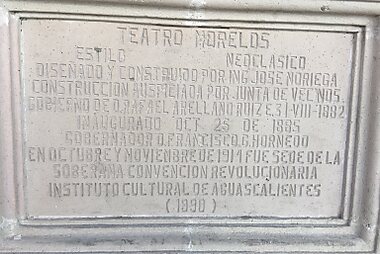 TEATRO MORELOS
ESTILO NEOCLASICO
DISEÑADO Y CONSTRUIDO POR ING. JOSE NORIEGA
CONSTRUCCION AUSPICIADA POR JUNTA DE VECINOS.
GOBIERNO DE D. RAFAEL ARELLANO RUIZ E. 31-VIII-1882
INAUGURADO OCT 25 DE 1885
GOBERNADOR D. FRANCISCO G. HORNEDO
EN OCTUBRE Y NOVIEMBRE DE 1914 FUE SEDE DE LA
SOBERANA CONVENCION REVOLUCIONARIA
INSTITUTO CULTURAL DE AGUASCALIENTES
(1990)